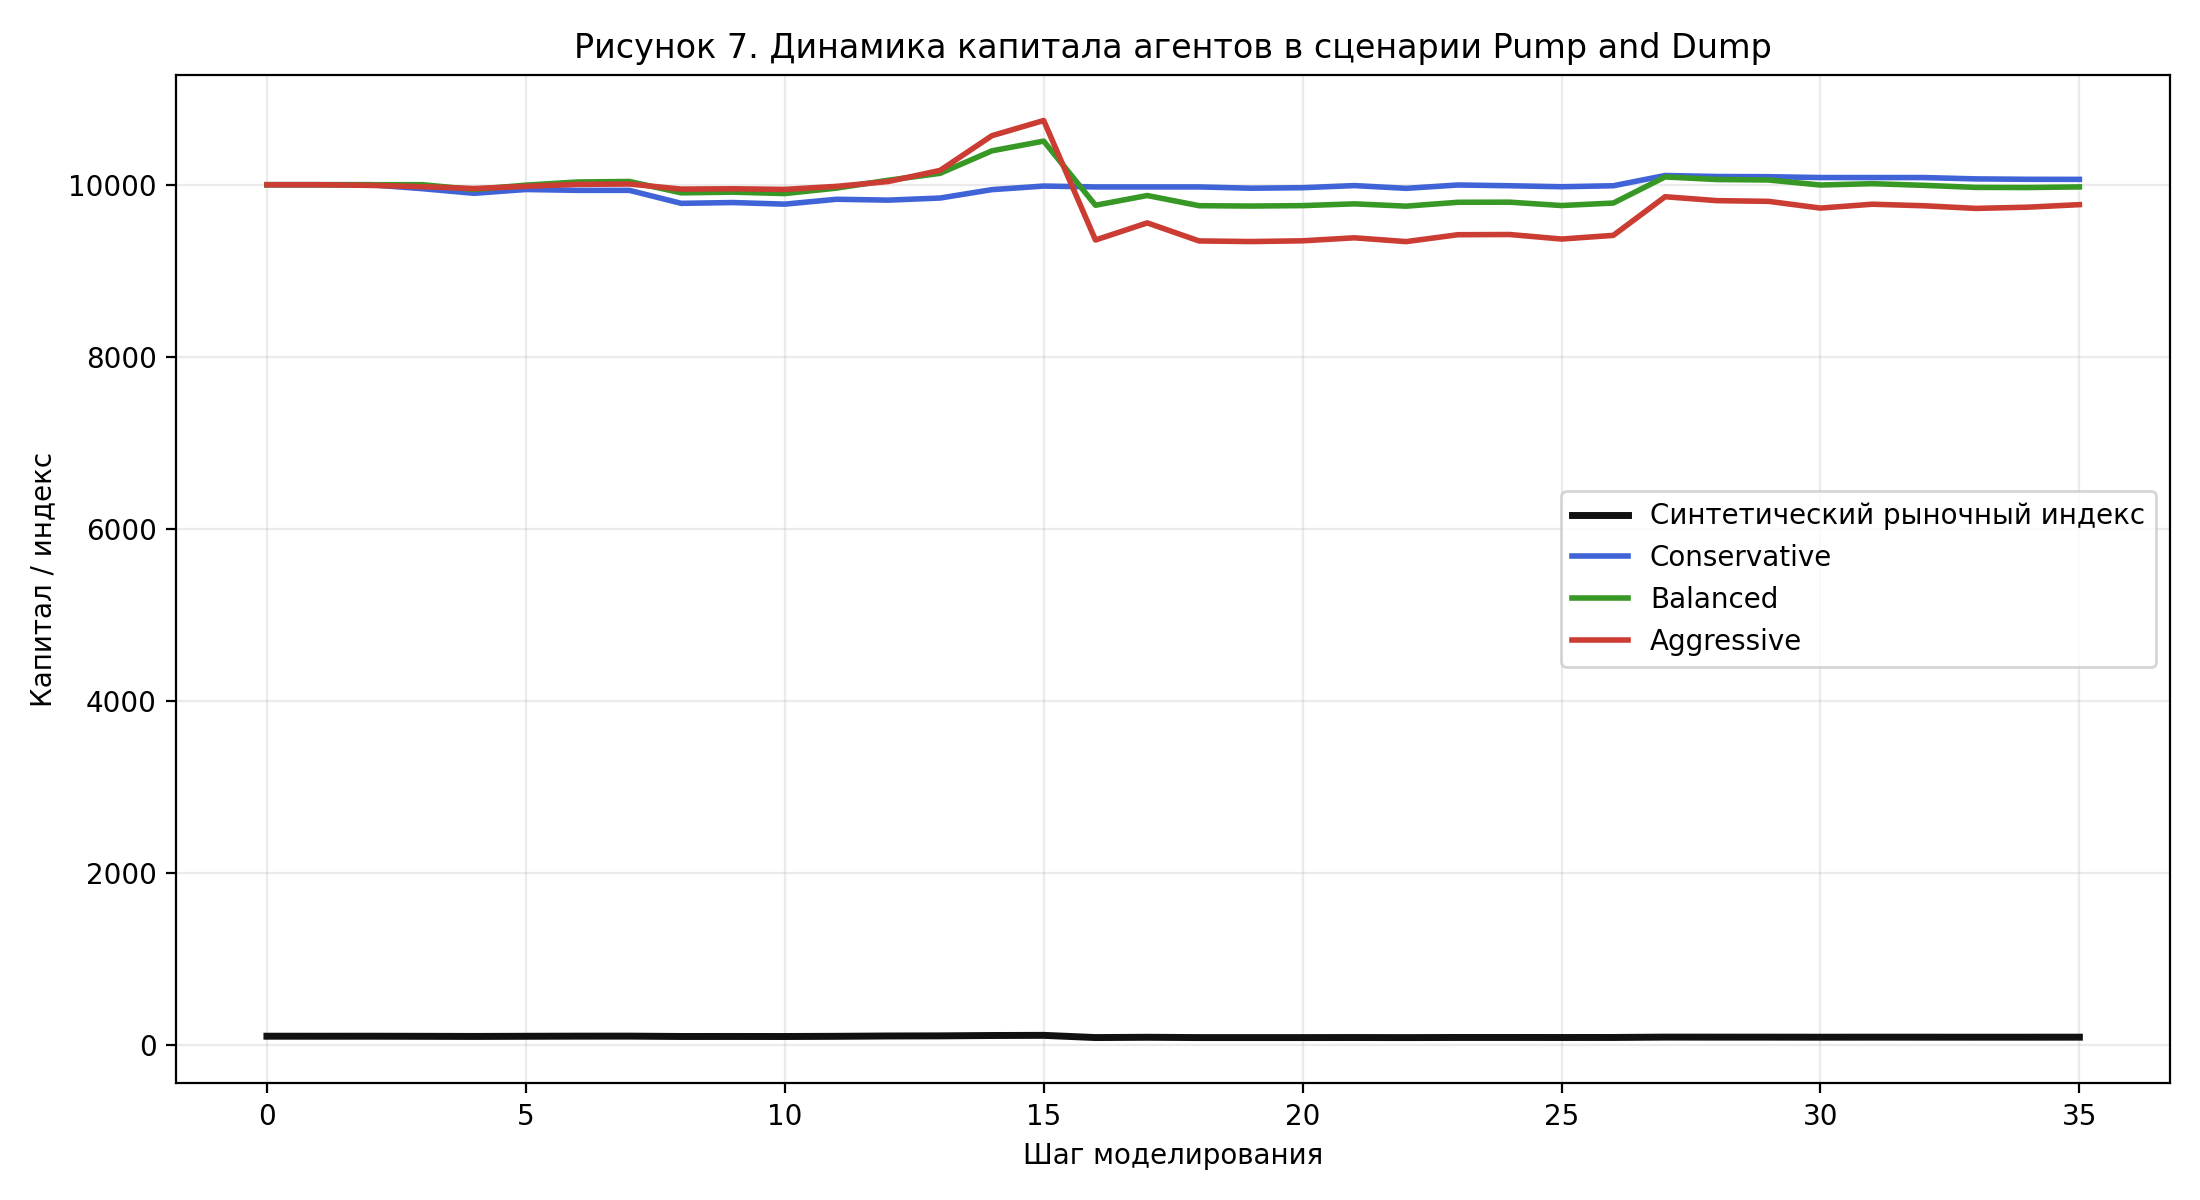 Рисунок 7. Динамика капитала агентов в сценарии Pump and Dump
Капитал / индекс
10000
8000
6000
4000
2000
0
Синтетический рыночный индекс
Conservative
Balanced
Aggressive
0 5 10 15 20 25 30 35
Шаг моделирования